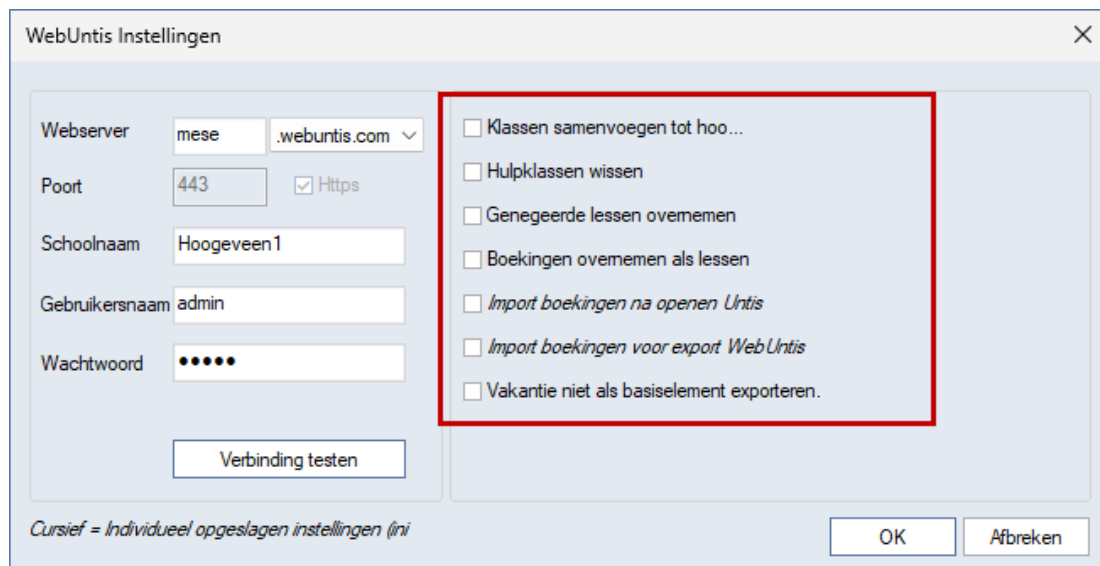 WebUntis Instellingen
Webserver mese .webuntis.com
Poort 443 Https
Schoolnaam Hoogeveen1
Gebruikersnaam admin
Wachtwoord •••••
Verbinding testen
Klassen samenvoegen tot hoo...
Hulpklassen wissen
Genegeerde lessen overnemen
Boekingen overnemen als lessen
Import boekingen na openen Untis
Import boekingen voor export WebUntis
Vakantie niet als basiselement exporteren.
Cursief = Individueel opgeslagen instellingen (ini
OK Afbreken